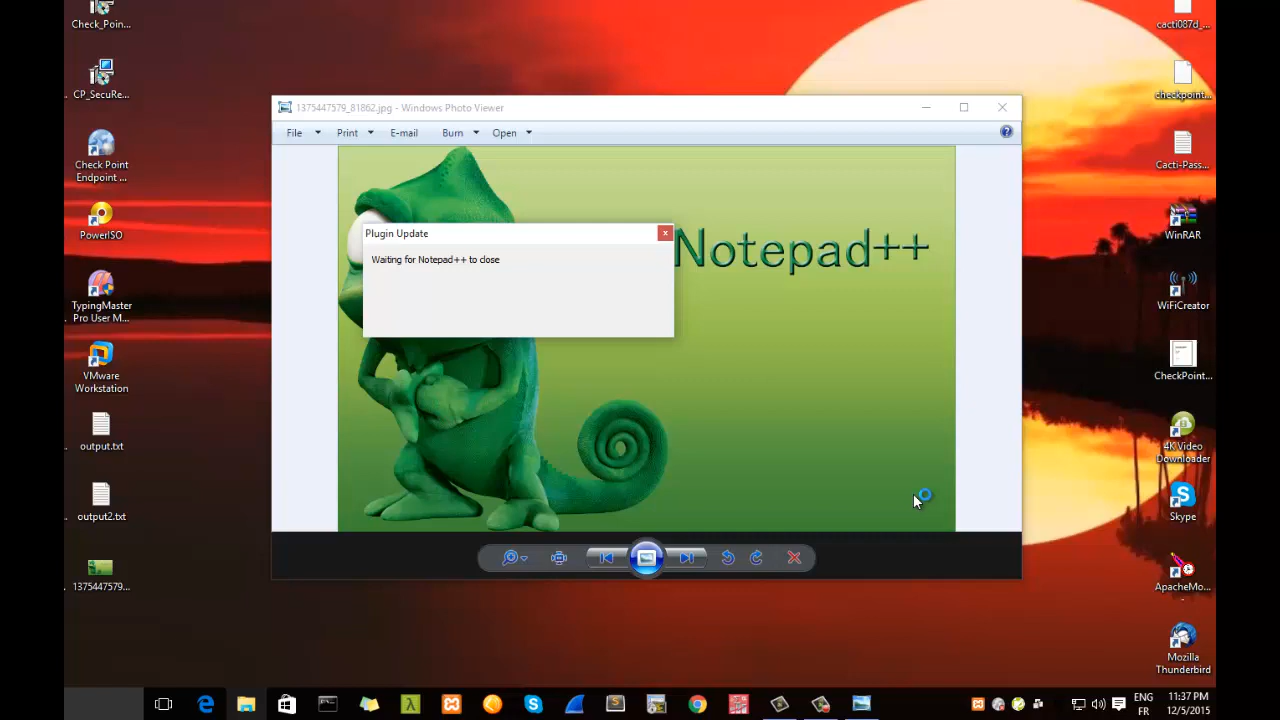 Check_Poin...
CP_SecuRe...
Check Point
Endpoint ...
PowerISO
TypingMaster
Pro User M...
VMware
Workstation
output.txt
output2.txt
1375447579...
1375447579_81862.jpg - Windows Photo Viewer
File
Print
E-mail
Burn
Open
Plugin Update
Waiting for Notepad++ to close
Notepad++
cacti087d_...
checkpoint...
Cacti-Pass...
WinRAR
WiFiCreator
CheckPoint...
4K Video
Downloader
Skype
ApacheMo...
Mozilla
Thunderbird
ENG
FR
11:37 PM
12/5/2015